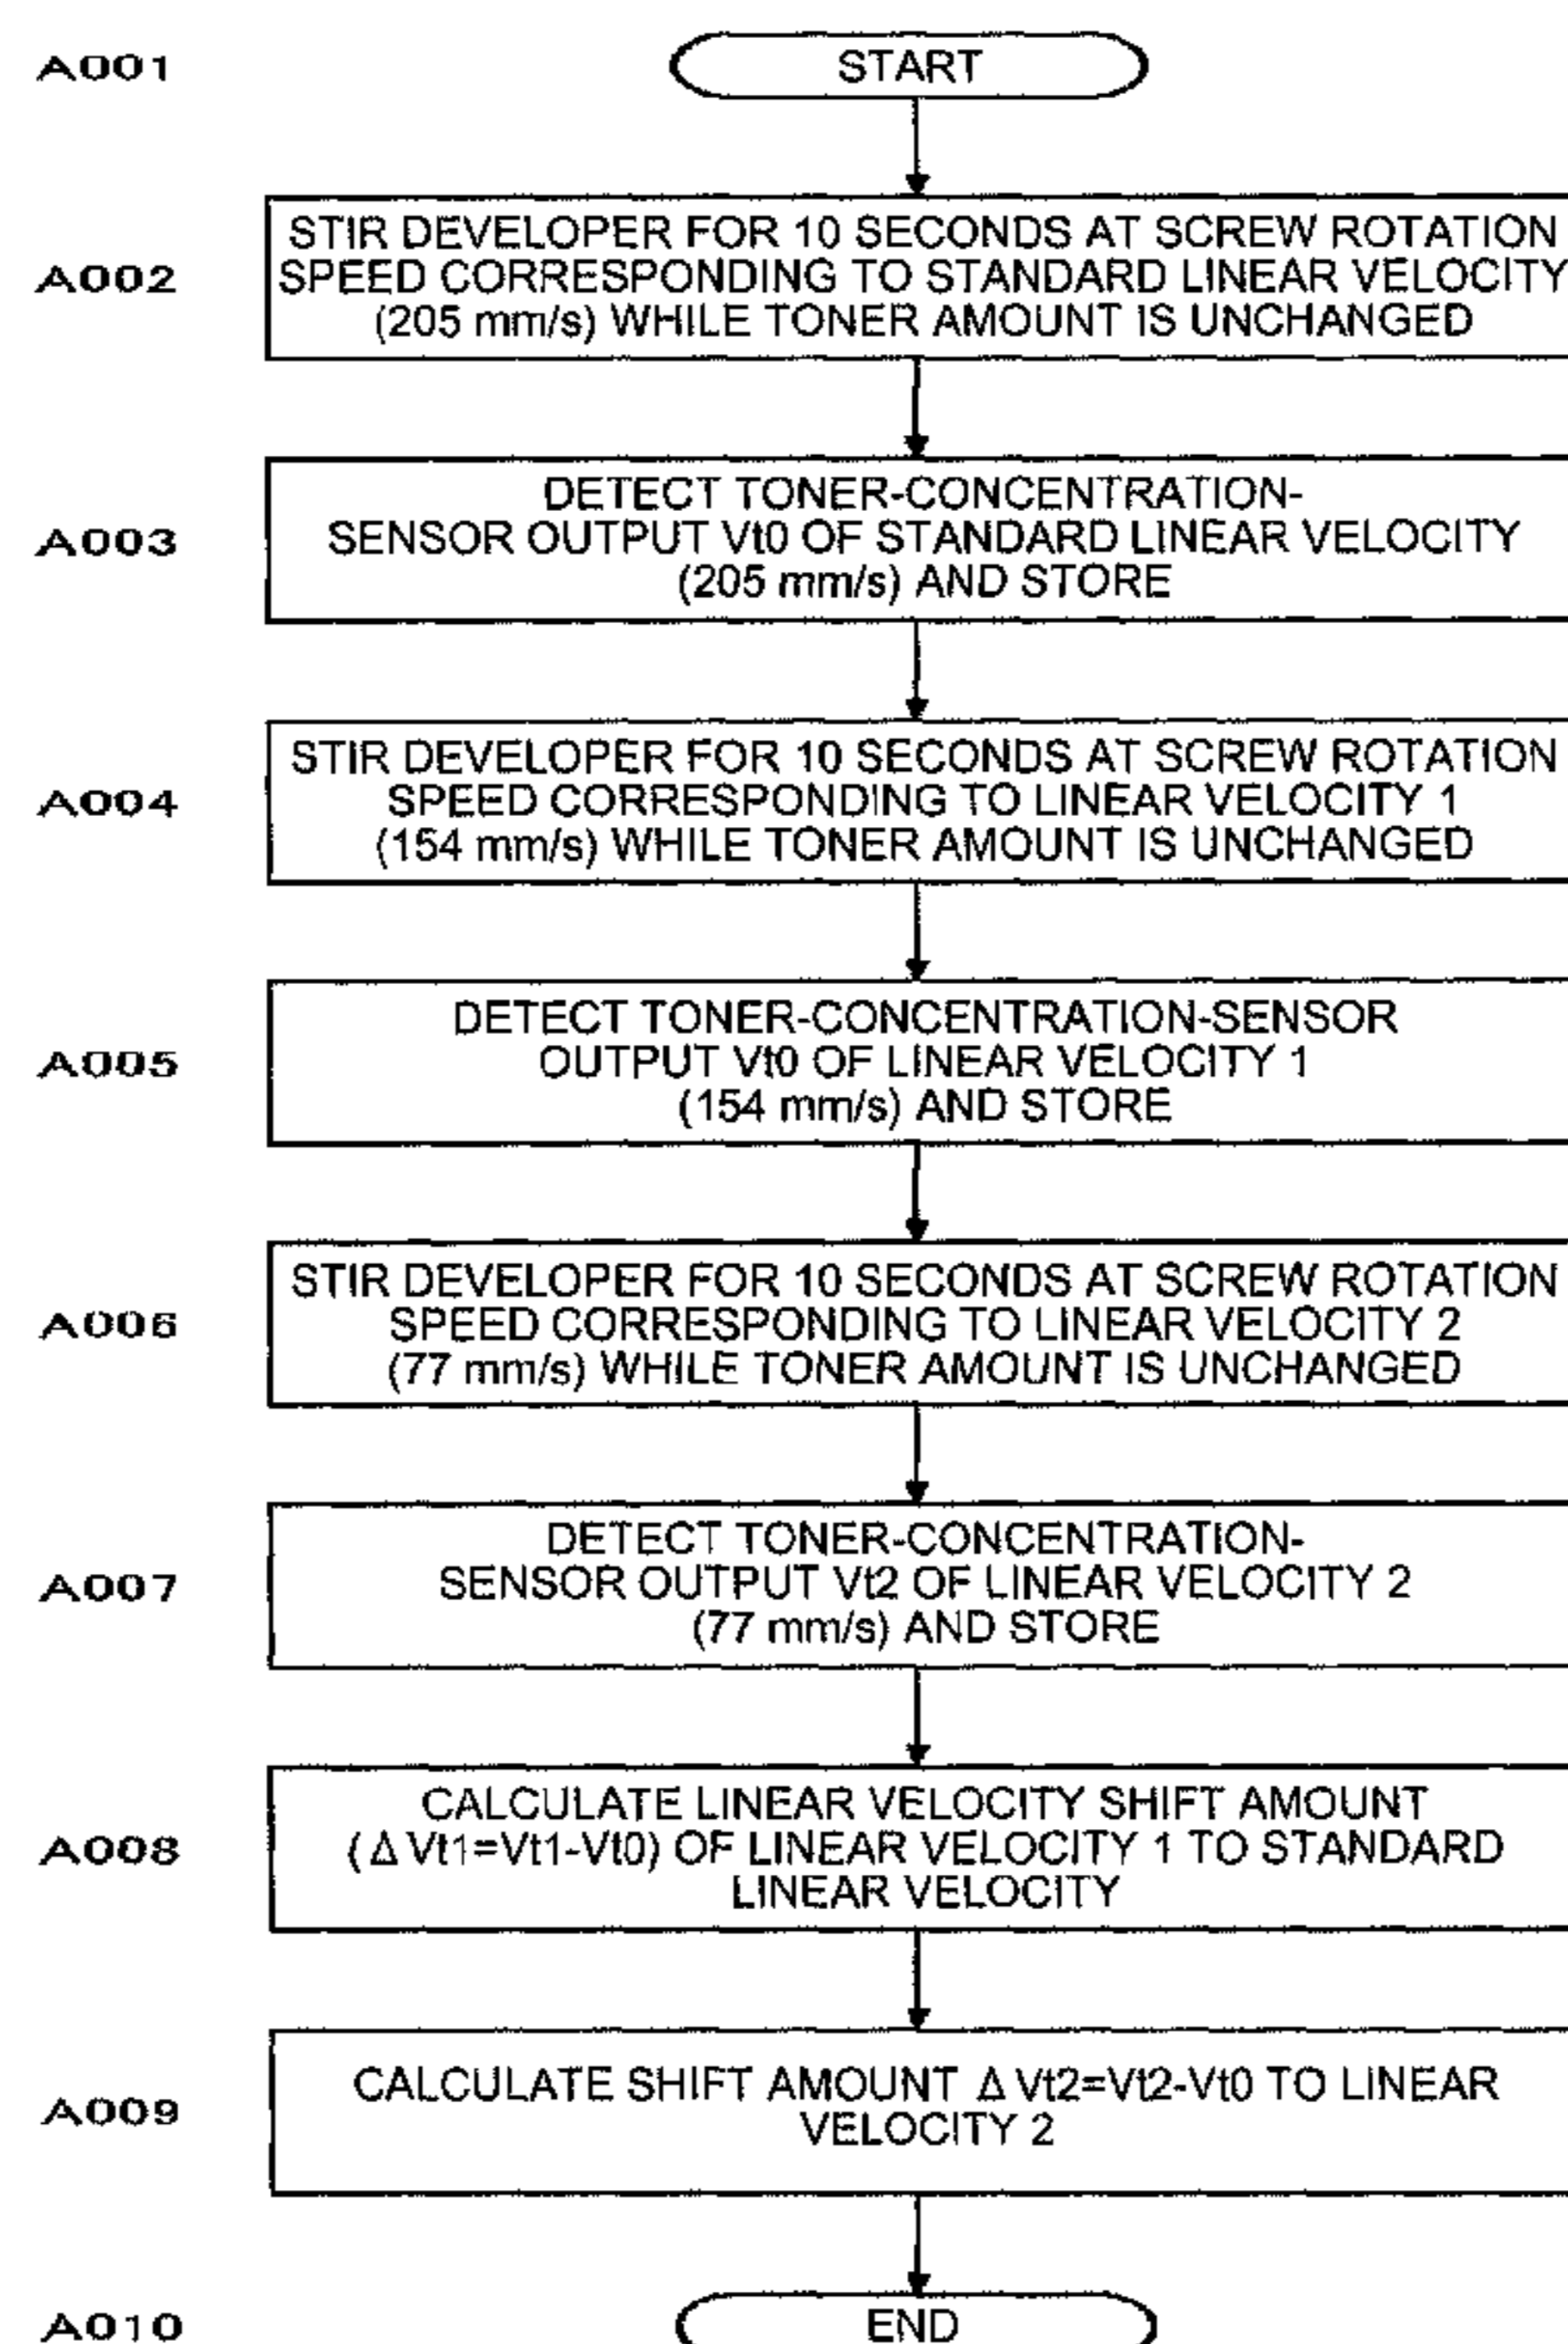 A001
START
A002
STIR DEVELOPER FOR 10 SECONDS AT SCREW ROTATION
SPEED CORRESPONDING TO STANDARD LINEAR VELOCITY
(205 mm/s) WHILE TONER AMOUNT IS UNCHANGED
A003
DETECT TONER-CONCENTRATION-
SENSOR OUTPUT Vt0 OF STANDARD LINEAR VELOCITY
(205 mm/s) AND STORE
A004
STIR DEVELOPER FOR 10 SECONDS AT SCREW ROTATION
SPEED CORRESPONDING TO LINEAR VELOCITY 1
(154 mm/s) WHILE TONER AMOUNT IS UNCHANGED
A005
DETECT TONER-CONCENTRATION-SENSOR
OUTPUT Vt0 OF LINEAR VELOCITY 1
(154 mm/s) AND STORE
A006
STIR DEVELOPER FOR 10 SECONDS AT SCREW ROTATION
SPEED CORRESPONDING TO LINEAR VELOCITY 2
(77 mm/s) WHILE TONER AMOUNT IS UNCHANGED
A007
DETECT TONER-CONCENTRATION-
SENSOR OUTPUT Vt2 OF LINEAR VELOCITY 2
(77 mm/s) AND STORE
A008
CALCULATE LINEAR VELOCITY SHIFT AMOUNT
(Δ Vt1=Vt1-Vt0) OF LINEAR VELOCITY 1 TO STANDARD
LINEAR VELOCITY
A009
CALCULATE SHIFT AMOUNT Δ Vt2=Vt2-Vt0 TO LINEAR
VELOCITY 2
A010
END